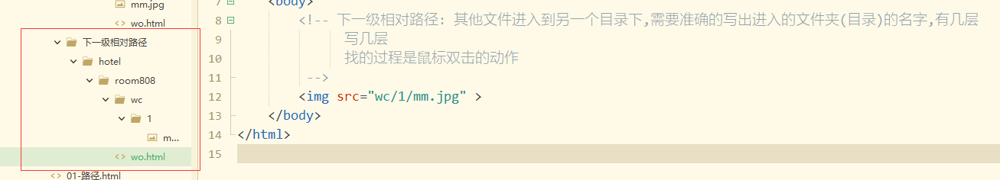 mm.jpg
wo.html
下一级相对路径
hotel
room808
wc
1
m...
wo.html
01-路径.html
7 <body>
8 <!-- 下一级相对路径: 其他文件进入到另一个目录下,需要准确的写出进入的文件夹(目录)的名字,有几层
9 写几层
10 找的过程是鼠标双击的动作
11 -->
12 <img src="wc/1/mm.jpg" >
13 </body>
14 </html>
15